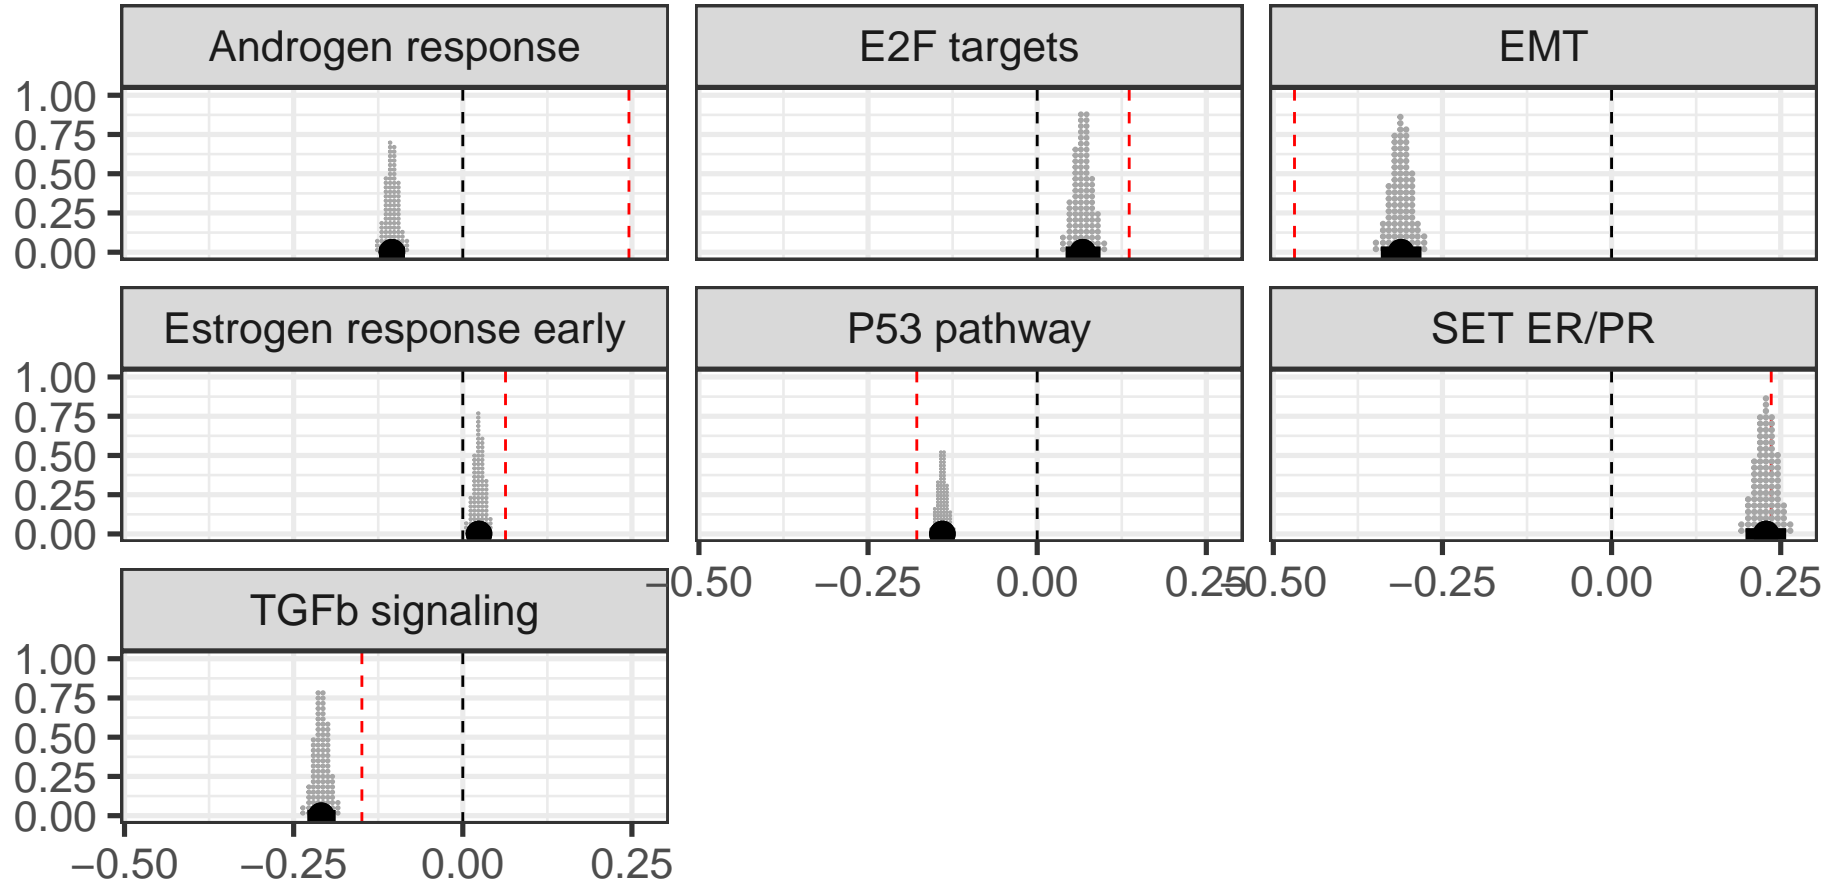 Androgen response
E2F targets
EMT
1.00
0.75
0.50
0.25
0.00
Estrogen response early
P53 pathway
SET ER/PR
1.00
0.75
0.50
0.25
0.00
−0.50 −0.25 0.00 0.25
−0.50 −0.25 0.00 0.25
TGFb signaling
1.00
0.75
0.50
0.25
0.00
−0.50 −0.25 0.00 0.25